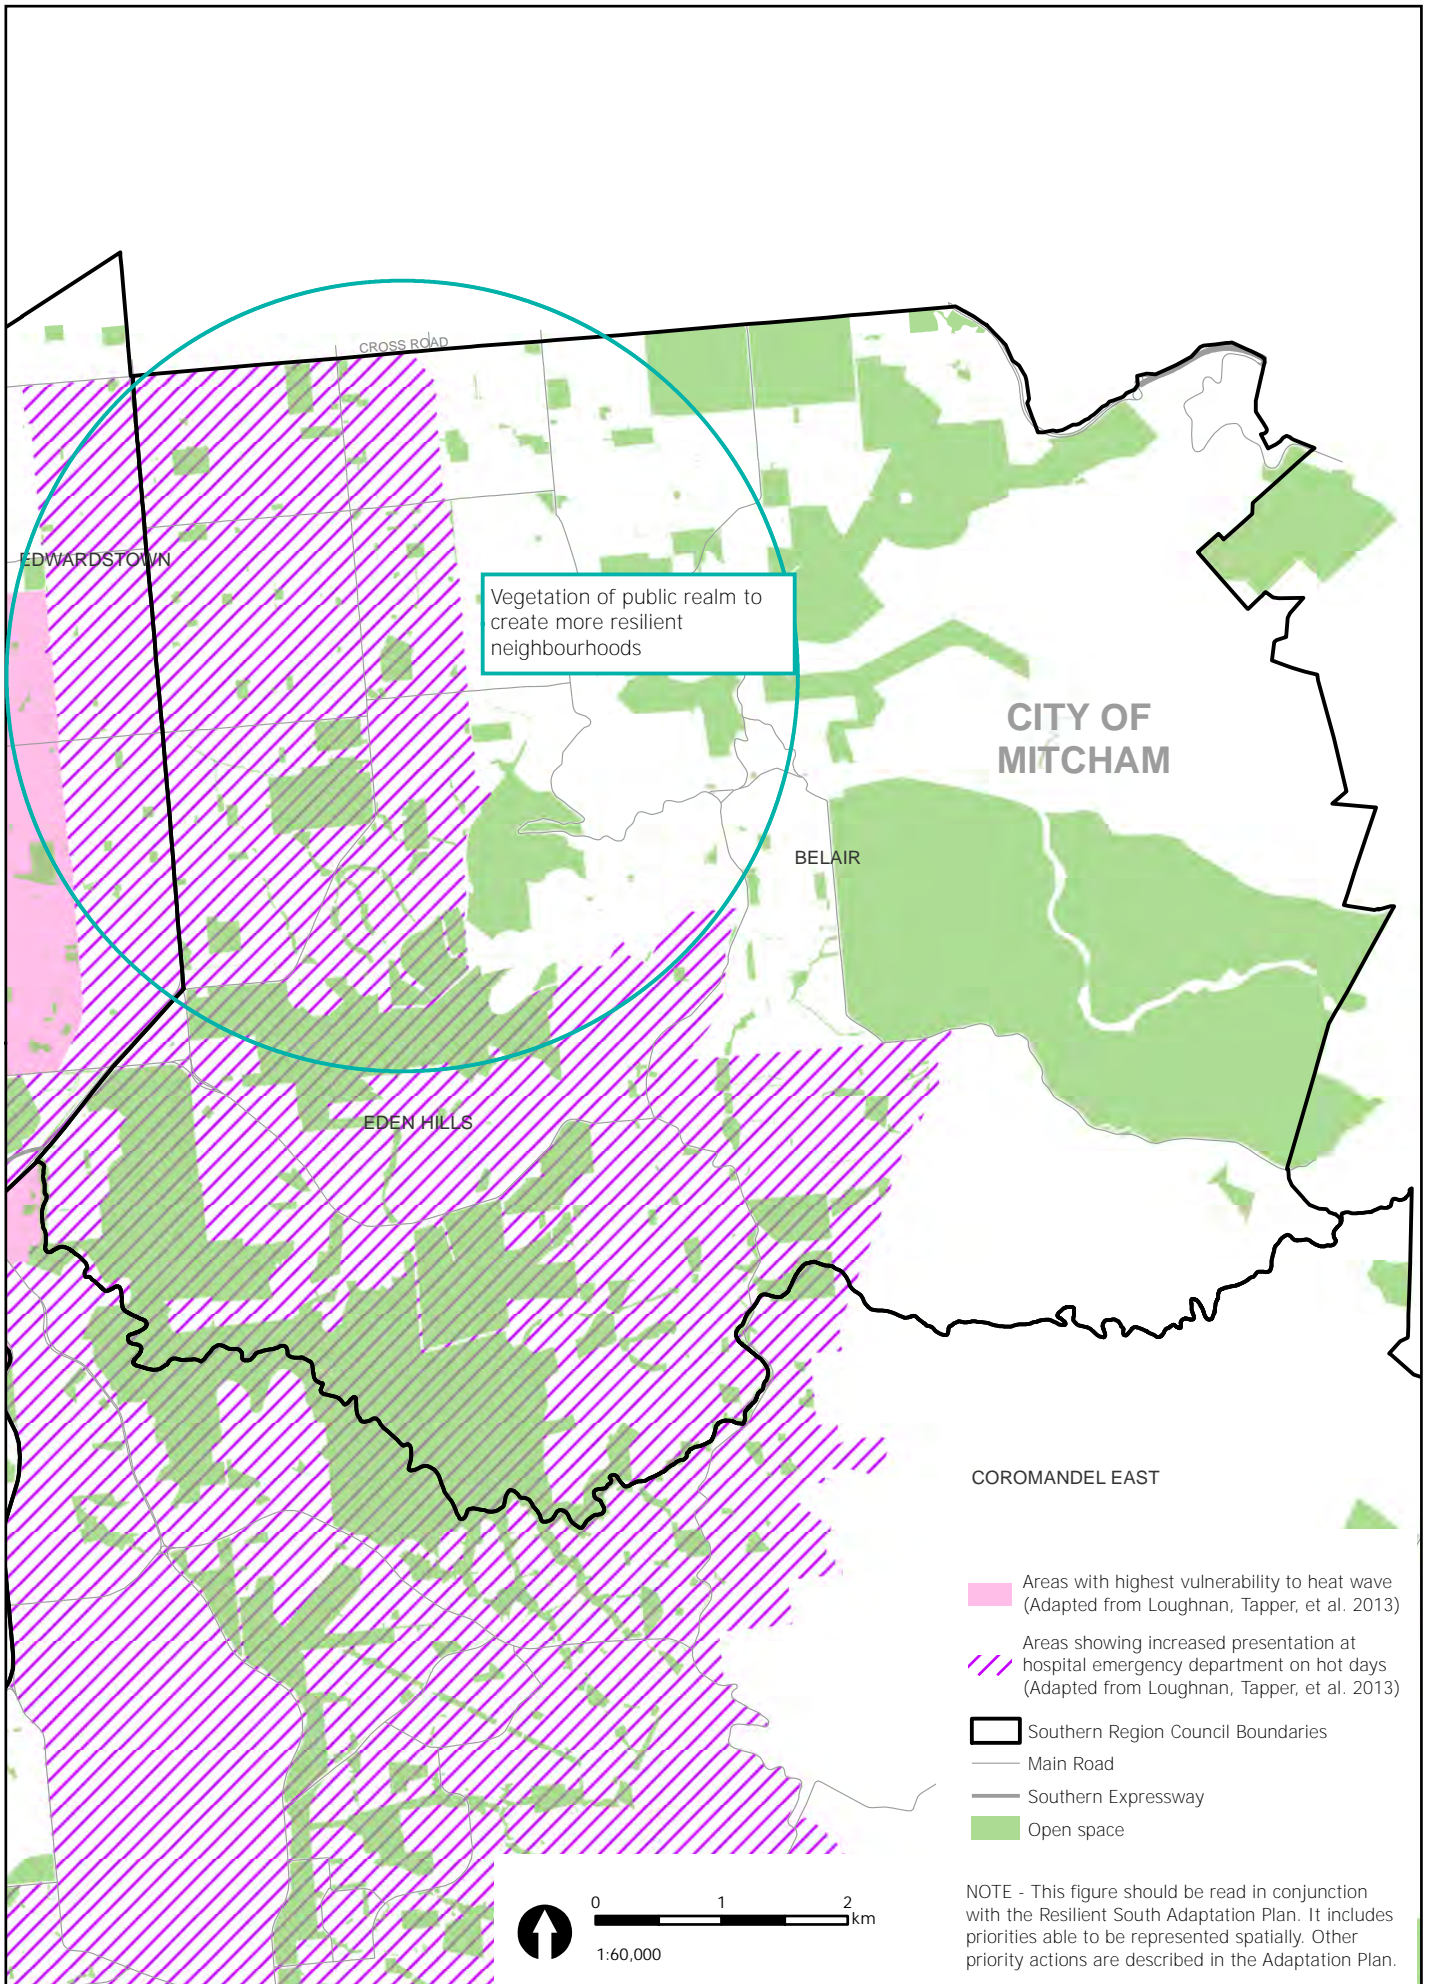 CROSS ROAD
EDWARDSTOWN
Vegetation of public realm to
create more resilient
neighbourhoods
CITY OF
MITCHAM
BELAIR
EDEN HILLS
COROMANDEL EAST
Areas with highest vulnerability to heat wave
(Adapted from Loughnan, Tapper, et al. 2013)
Areas showing increased presentation at
hospital emergency department on hot days
(Adapted from Loughnan, Tapper, et al. 2013)
Southern Region Council Boundaries
Main Road
Southern Expressway
Open space
0 1 2
km
1:60,000
NOTE - This figure should be read in conjunction
with the Resilient South Adaptation Plan. It includes
priorities able to be represented spatially. Other
priority actions are described in the Adaptation Plan.